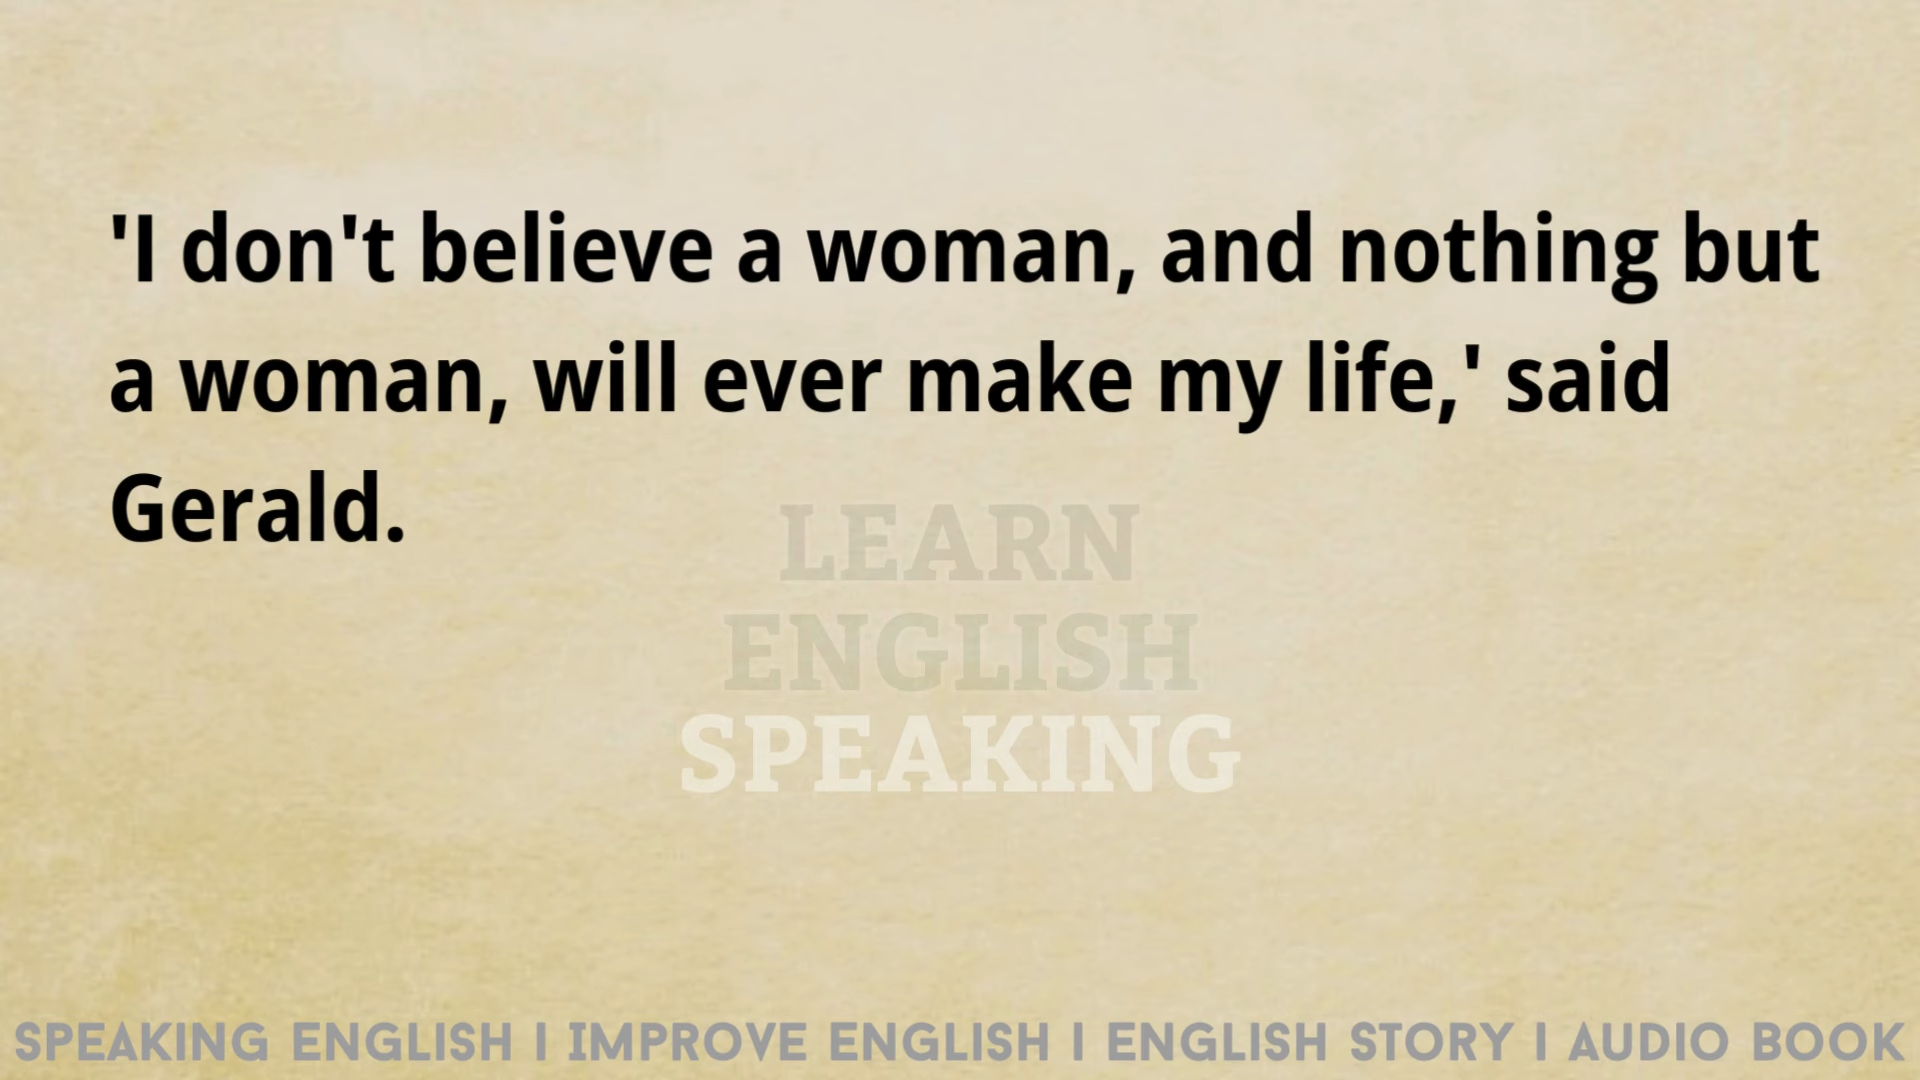 'I don't believe a woman, and nothing but
a woman, will ever make my life,' said
Gerald.
LEARN
ENGLISH
SPEAKING
SPEAKING ENGLISH I IMPROVE ENGLISH I ENGLISH STORY I AUDIO BOOK